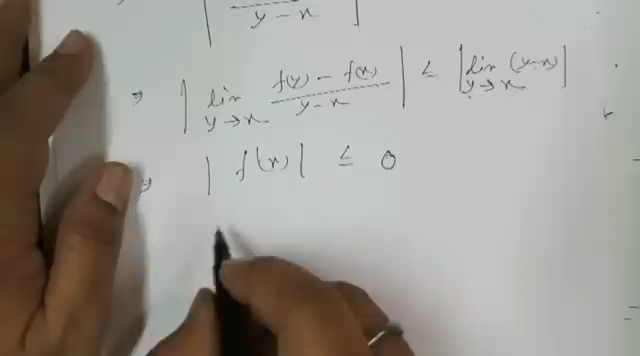 y-x
⇒ | lim y→x f(y) - f(x) / y-x | ≤ | lim y→x (y-x) |
⇒ | f(x) | ≤ 0